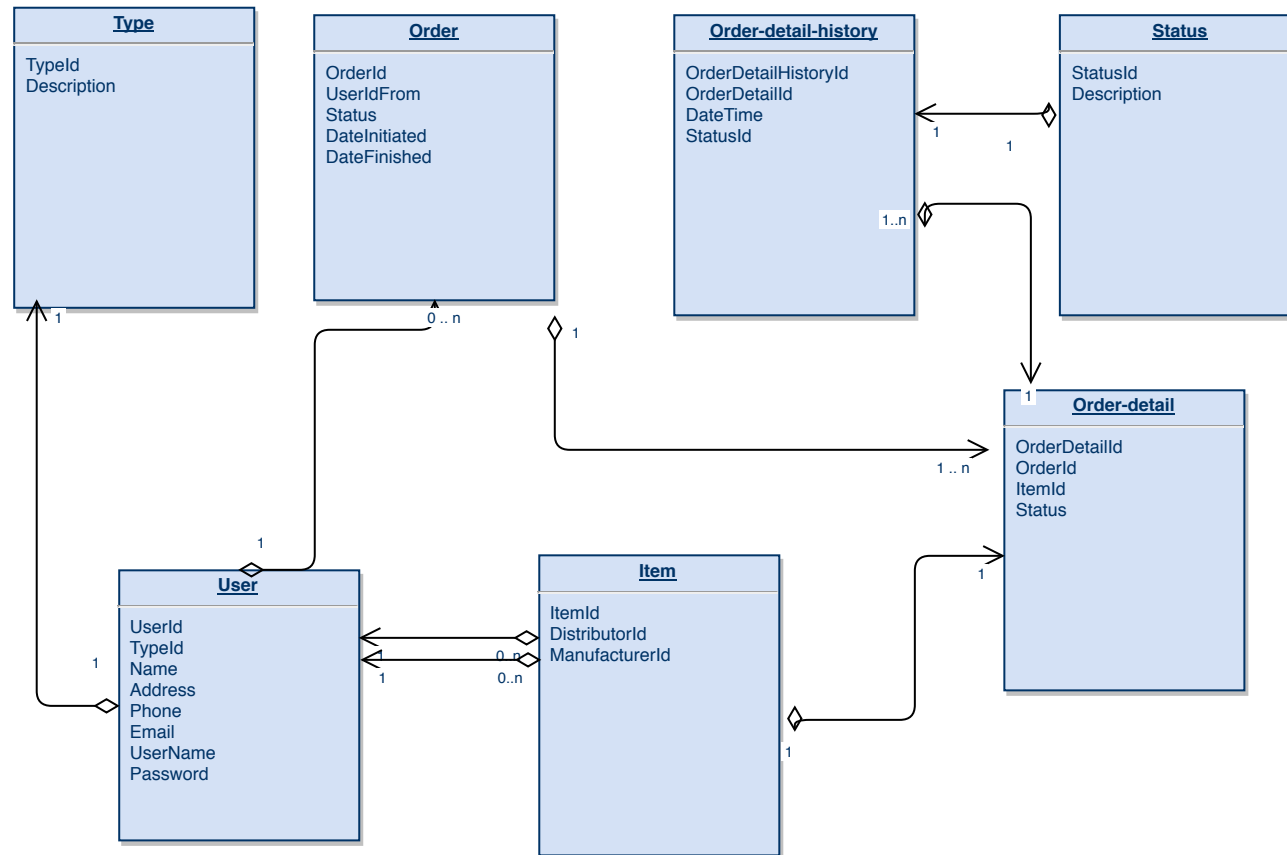 Type
TypeId
Description
Order
OrderId
UserIdFrom
Status
DateInitiated
DateFinished
Order-detail-history
OrderDetailHistoryId
OrderDetailId
DateTime
StatusId
Status
StatusId
Description
1
1
1..n
1
0 .. n
1
1
Order-detail
OrderDetailId
OrderId
ItemId
Status
1 .. n
1
1
User
UserId
TypeId
Name
Address
Phone
Email
UserName
Password
1
1
0..n
1
0..n
Item
ItemId
DistributorId
ManufacturerId
1